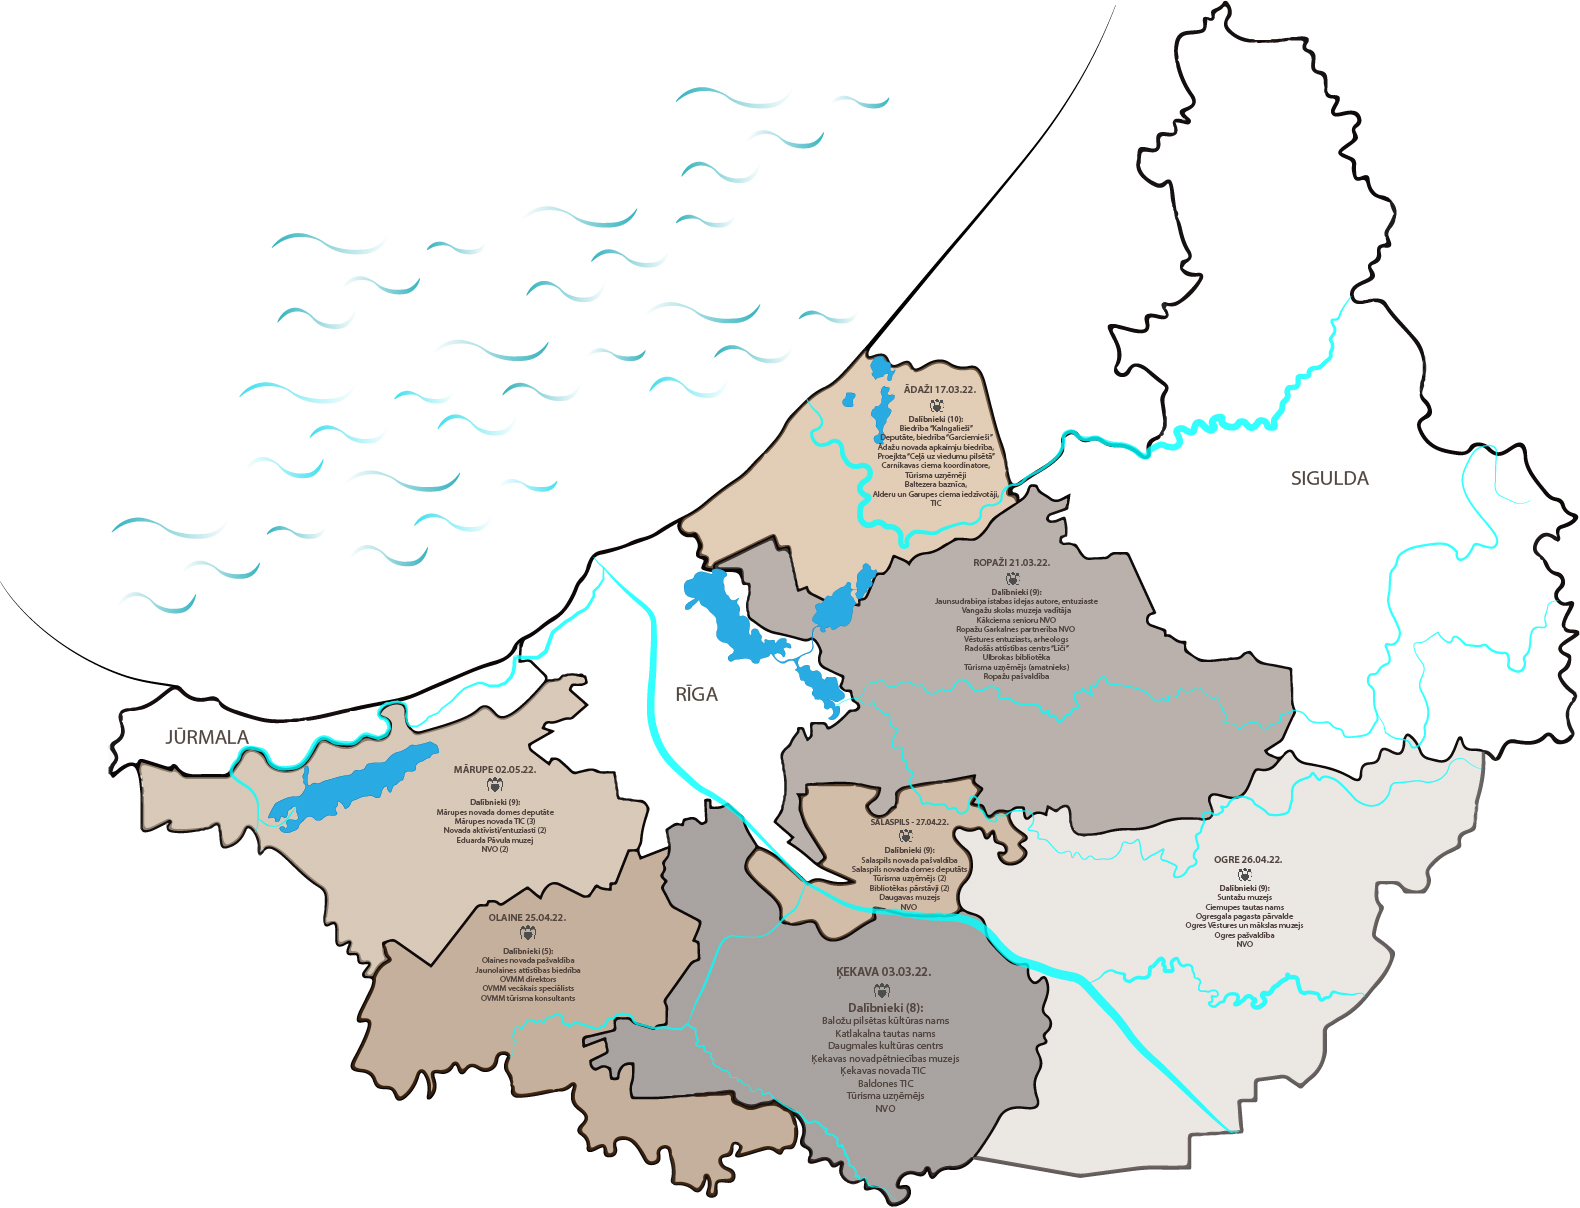 ĀDAŽI 17.03.22.
Dalībnieki (10):
Biedrība “Kalngalieši”
Deputāte, biedrība “Garciemieši”
Ādažu novada apkaimju biedrība,
Proejkta “Ceļā uz viedumu pilsētā”
Carnikavas ciema koordinatore,
Tūrisma uzņēmēji
Baltezera baznīca,
Alderu un Garupes ciema iedzīvotāji,
TIC
SIGULDA
ROPAŽI 21.03.22.
Dalībnieki (9):
Jaunsudrabiņa istabas idejas autore, entuziaste
Vangažu skolas muzeja vadītāja
Kākciema senioru NVO
Ropažu Garkalnes partnerība NVO
Vēstures entuziasts, arheologs
Radošās attīstības centrs “Līči”
Ulbrokas bibliotēka
Tūrisma uzņēmējs (amatnieks)
Ropažu pašvaldība
RĪGA
JŪRMALA
MĀRUPE 02.05.22.
Dalībnieki (9):
Mārupes novada domes deputāte
Mārupes novada TIC (3)
Novada aktīvisti/entuziasti (2)
Eduarda Pāvula muzej
NVO (2)
SALASPILS - 27.04.22.
Dalībnieki (9):
Salaspils novada pašvaldība
Salaspils novada domes deputāts
Tūrisma uzņēmējs (2)
Bibliotēkas pārstāvji (2)
Daugavas muzejs
NVO
OGRE 26.04.22.
Dalībnieki (9):
Suntažu muzejs
Ciemupes tautas nams
Ogresgala pagasta pārvalde
Ogres Vēstures un mākslas muzejs
Ogres pašvaldība
NVO
OLAINE 25.04.22.
Dalībnieki (5):
Olaines novada pašvaldība
Jaunolaines attīstības biedrība
OVMM direktors
OVMM vecākais speciālists
OVMM tūrisma konsultants
ĶEKAVA 03.03.22.
Dalībnieki (8):
Baložu pilsētas kūltūras nams
Katlakalna tautas nams
Daugmales kultūras centrs
Ķekavas novadpētniecības muzejs
Ķekavas novada TIC
Baldones TIC
Tūrisma uzņēmējs
NVO